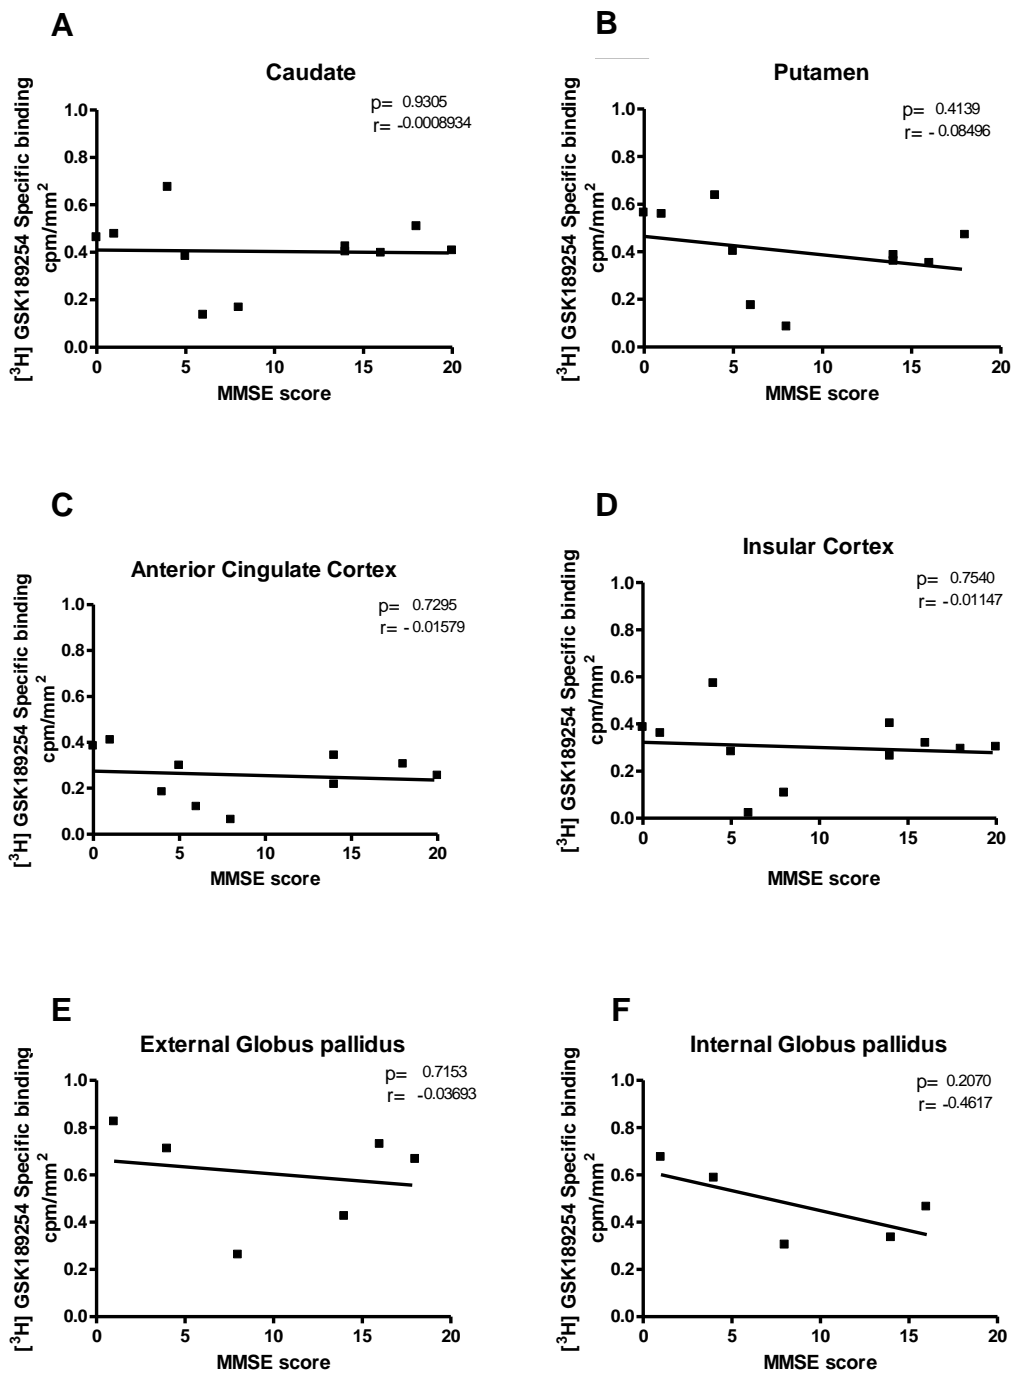 A
Caudate
p= 0.9305
r= -0.0008934
[³H] GSK189254 Specific binding
cpm/mm²
1.0
0.8
0.6
0.4
0.2
0.0
0 5 10 15 20
MMSE score
B
Putamen
p= 0.4139
r= - 0.08496
[³H] GSK189254 Specific binding
cpm/mm²
1.0
0.8
0.6
0.4
0.2
0.0
0 5 10 15 20
MMSE score
C
Anterior Cingulate Cortex
p= 0.7295
r= - 0.01579
[³H] GSK189254 Specific binding
cpm/mm²
1.0
0.8
0.6
0.4
0.2
0.0
0 5 10 15 20
MMSE score
D
Insular Cortex
p= 0.7540
r= -0.01147
[³H] GSK189254 Specific binding
cpm/mm²
1.0
0.8
0.6
0.4
0.2
0.0
0 5 10 15 20
MMSE score
E
External Globus pallidus
p= 0.7153
r= -0.03693
[³H] GSK189254 Specific binding
cpm/mm²
1.0
0.8
0.6
0.4
0.2
0.0
0 5 10 15 20
MMSE score
F
Internal Globus pallidus
p= 0.2070
r= -0.4617
[³H] GSK189254 Specific binding
cpm/mm²
1.0
0.8
0.6
0.4
0.2
0.0
0 5 10 15 20
MMSE score